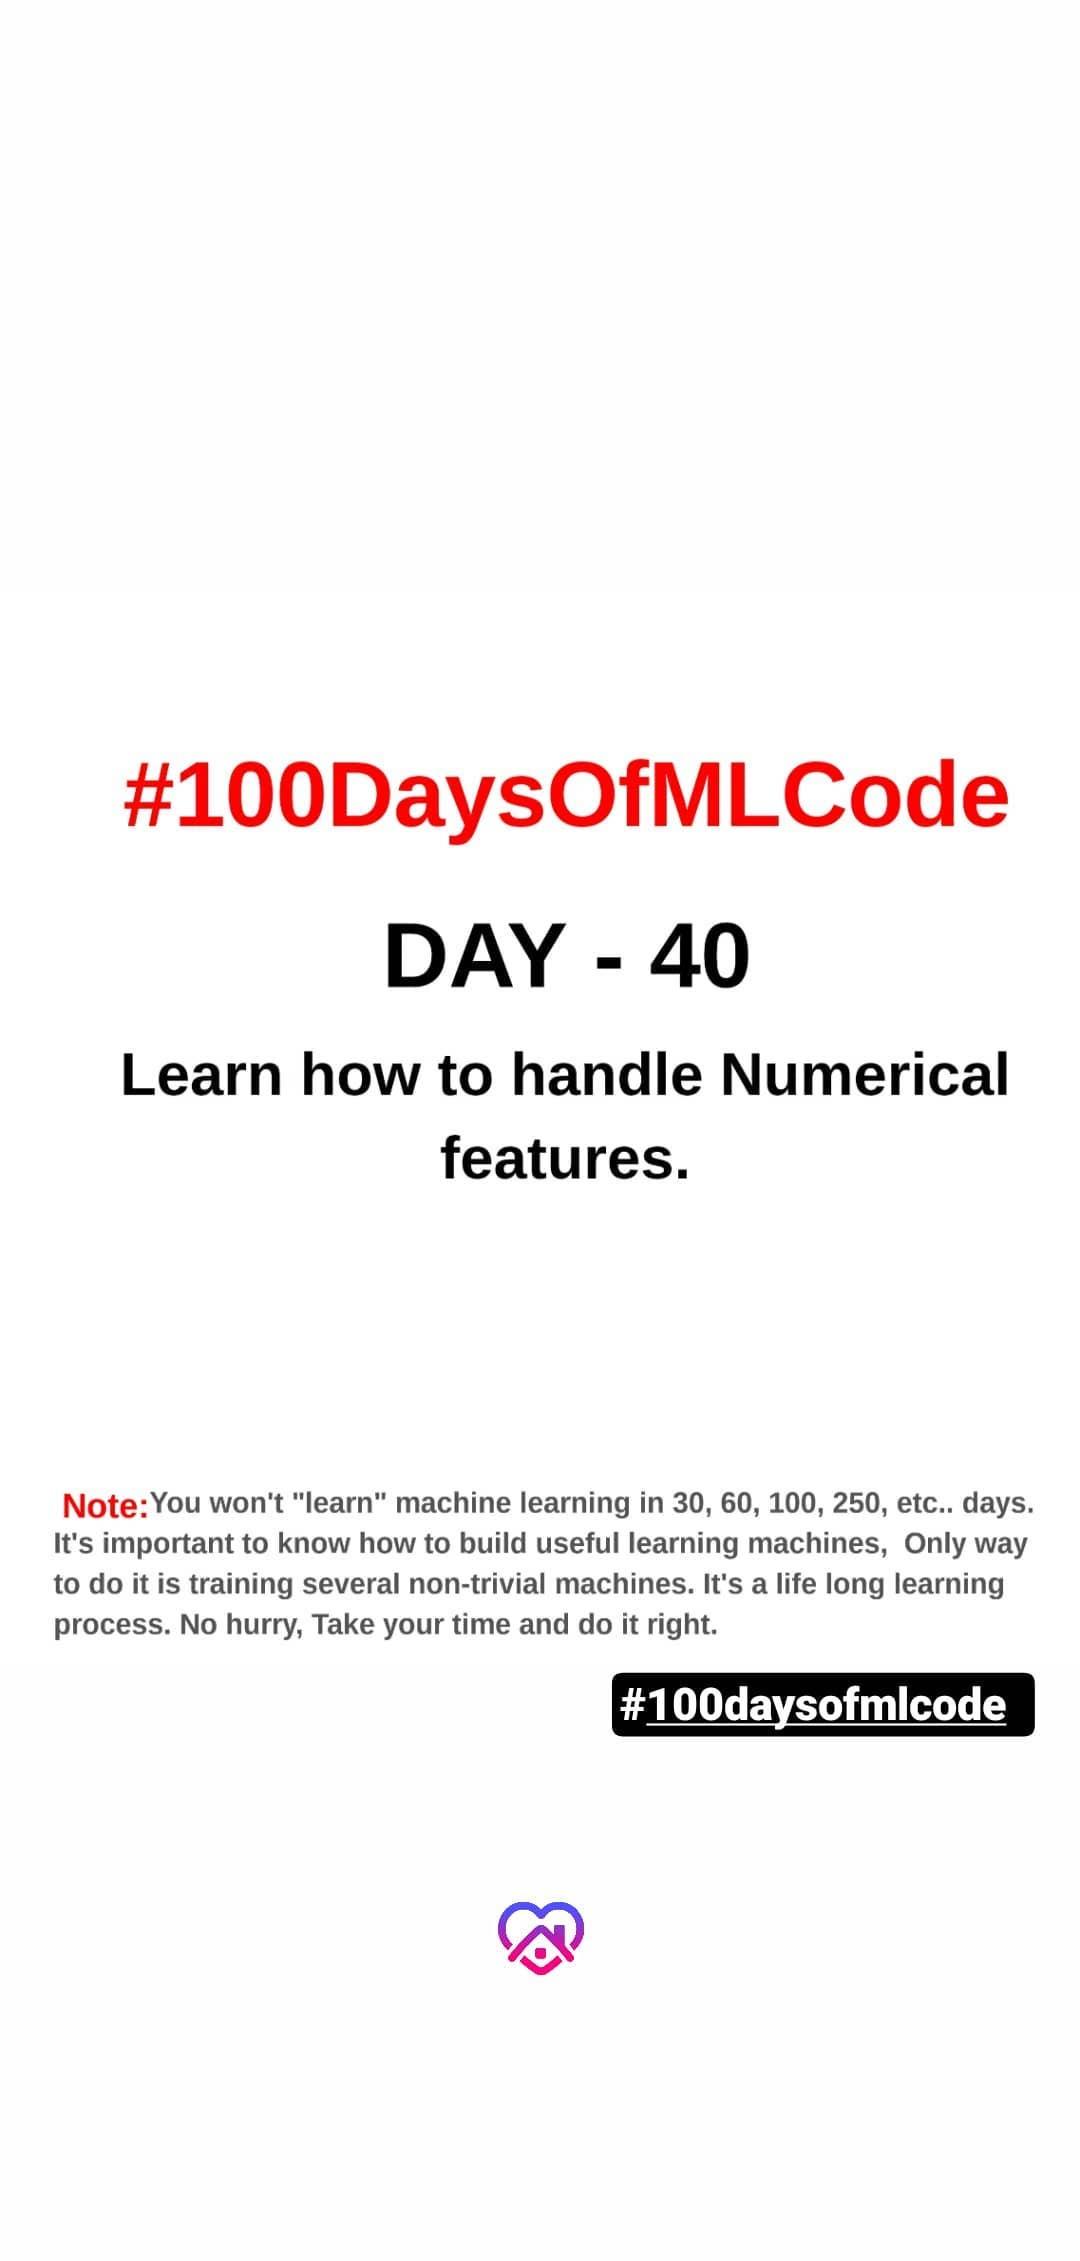 #100DaysOfMLCode
DAY - 40
Learn how to handle Numerical
features.
Note:You won't "learn" machine learning in 30, 60, 100, 250, etc.. days.
It's important to know how to build useful learning machines,  Only way
to do it is training several non-trivial machines. It's a life long learning
process. No hurry, Take your time and do it right.
#100daysofmlcode